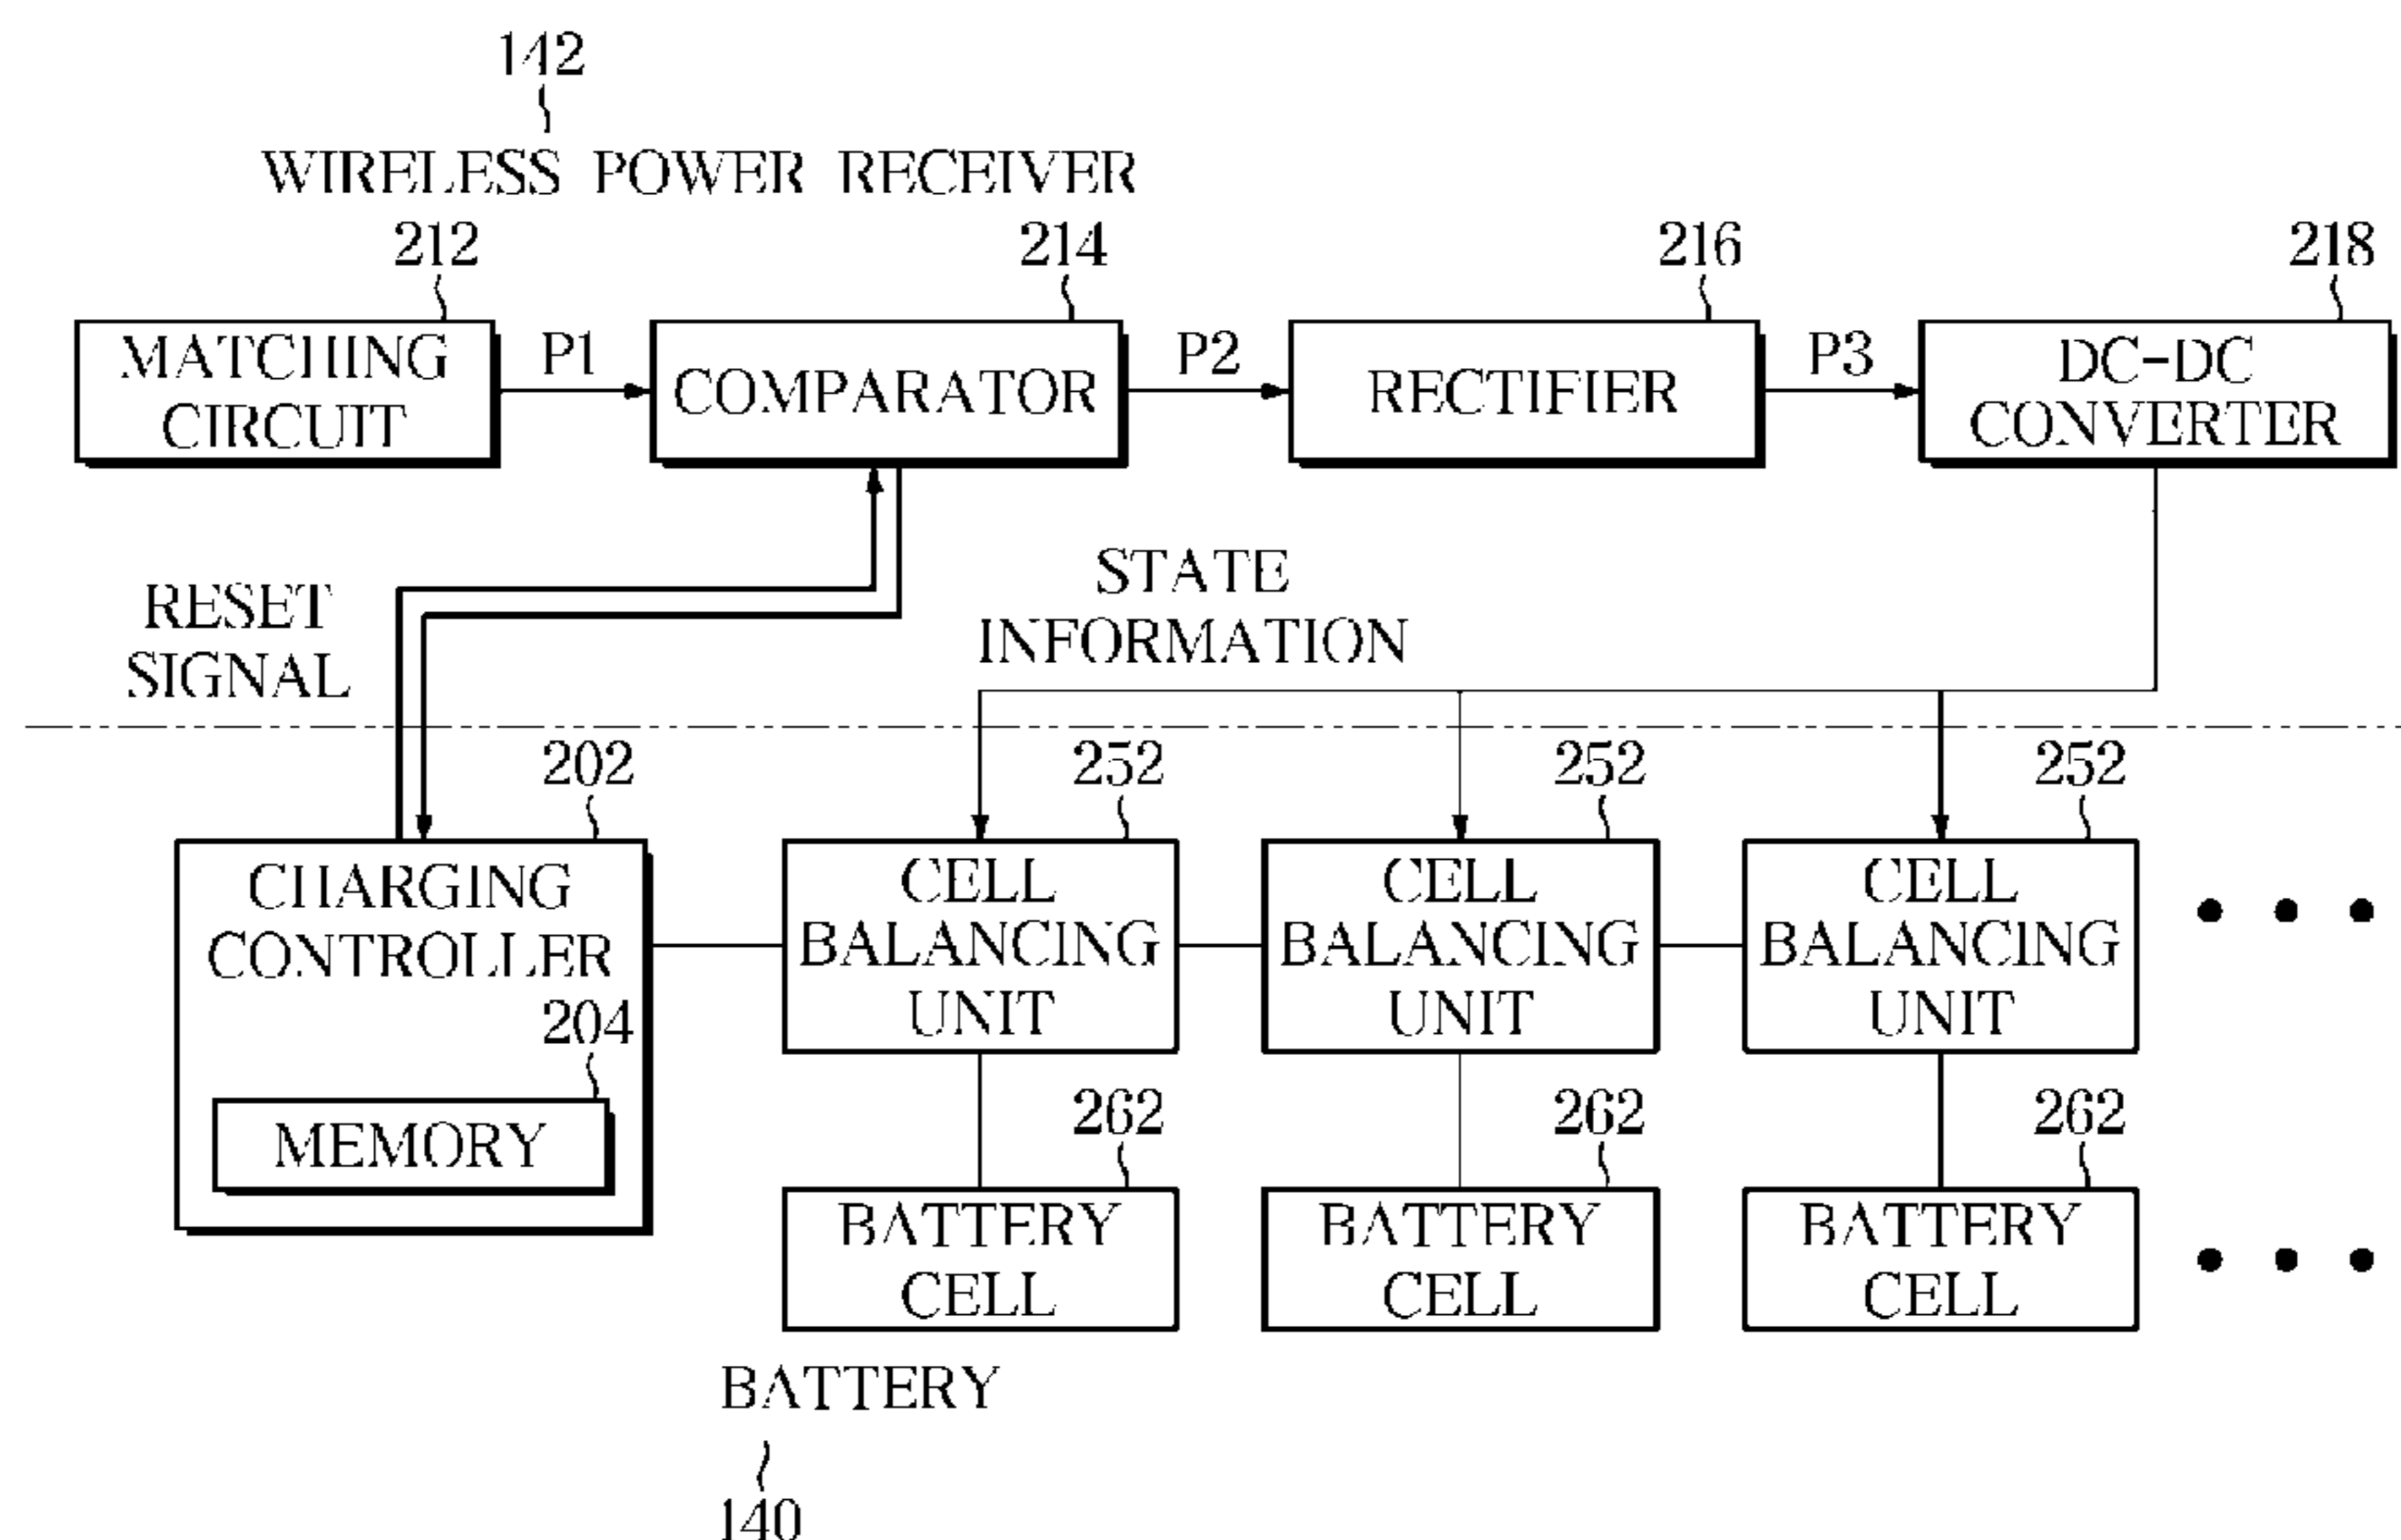 142
WIRELESS POWER RECEIVER
212
214
216
218
MATCHING
CIRCUIT
P1
COMPARATOR
P2
RECTIFIER
P3
DC-DC
CONVERTER
RESET
SIGNAL
STATE
INFORMATION
202
252
252
252
CHARGING
CONTROLLER
204
MEMORY
CELL
BALANCING
UNIT
CELL
BALANCING
UNIT
CELL
BALANCING
UNIT
• • •
262
262
262
BATTERY
CELL
BATTERY
CELL
BATTERY
CELL
• • •
BATTERY
140